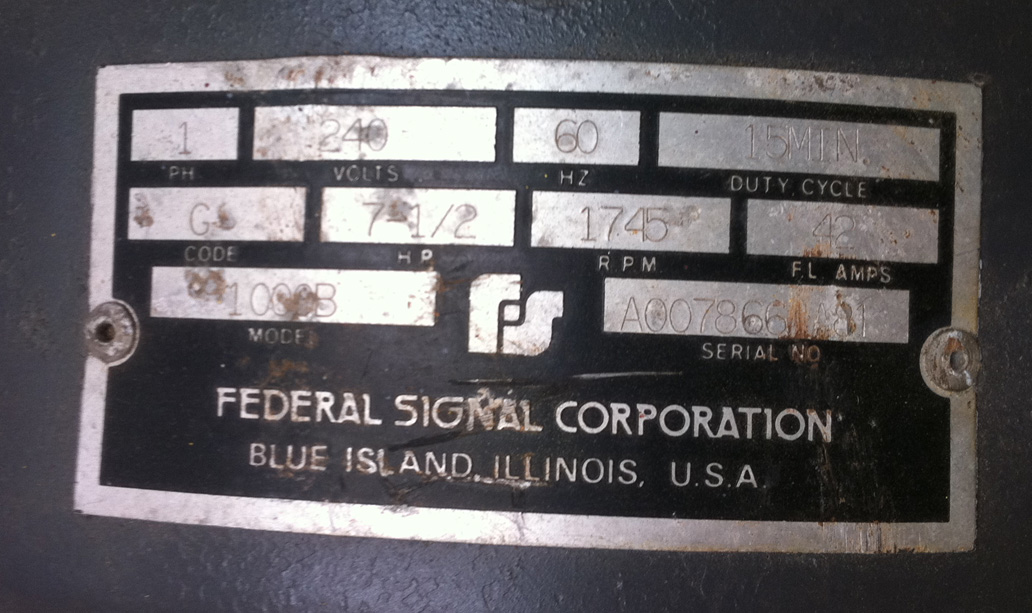 1 240 60 15MIN
PH VOLTS HZ DUTY CYCLE
G 7-1/2 1745 42
CODE H.P. R.P.M. F.L. AMPS
1000B
MODEL SERIAL NO
FEDERAL SIGNAL CORPORATION
BLUE ISLAND, ILLINOIS, U.S.A.